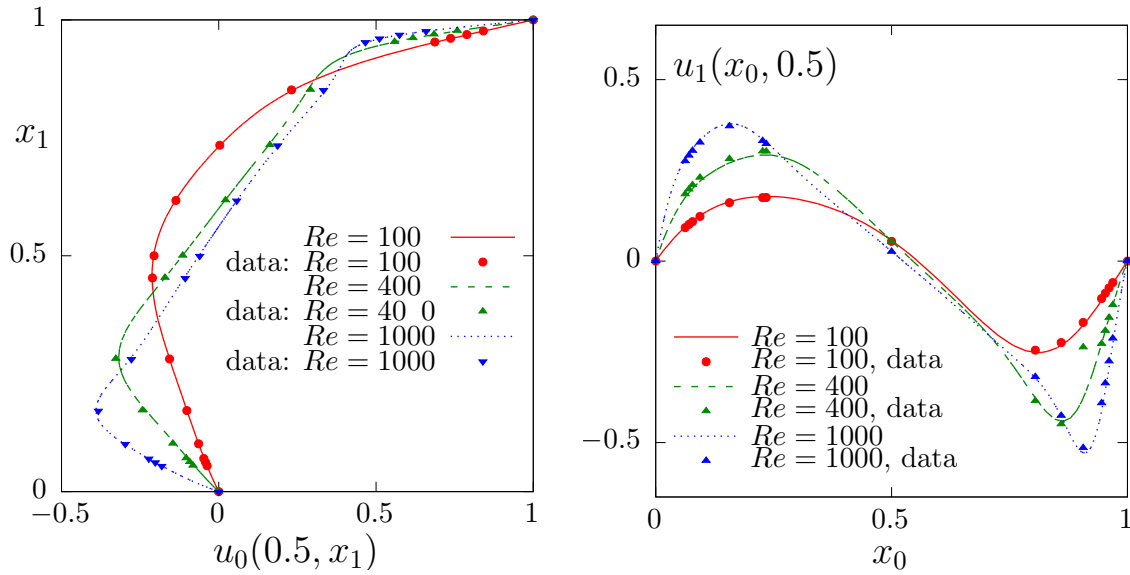 1
x₁
0.5
0
Re = 100
data: Re = 100
Re = 400
data: Re = 40 0
Re = 1000
data: Re = 1000
−0.5 0 0.5 1
u₀(0.5, x₁)
u₁(x₀, 0.5)
0.5
0
−0.5
Re = 100
Re = 100, data
Re = 400
Re = 400, data
Re = 1000
Re = 1000, data
0 0.5 1
x₀